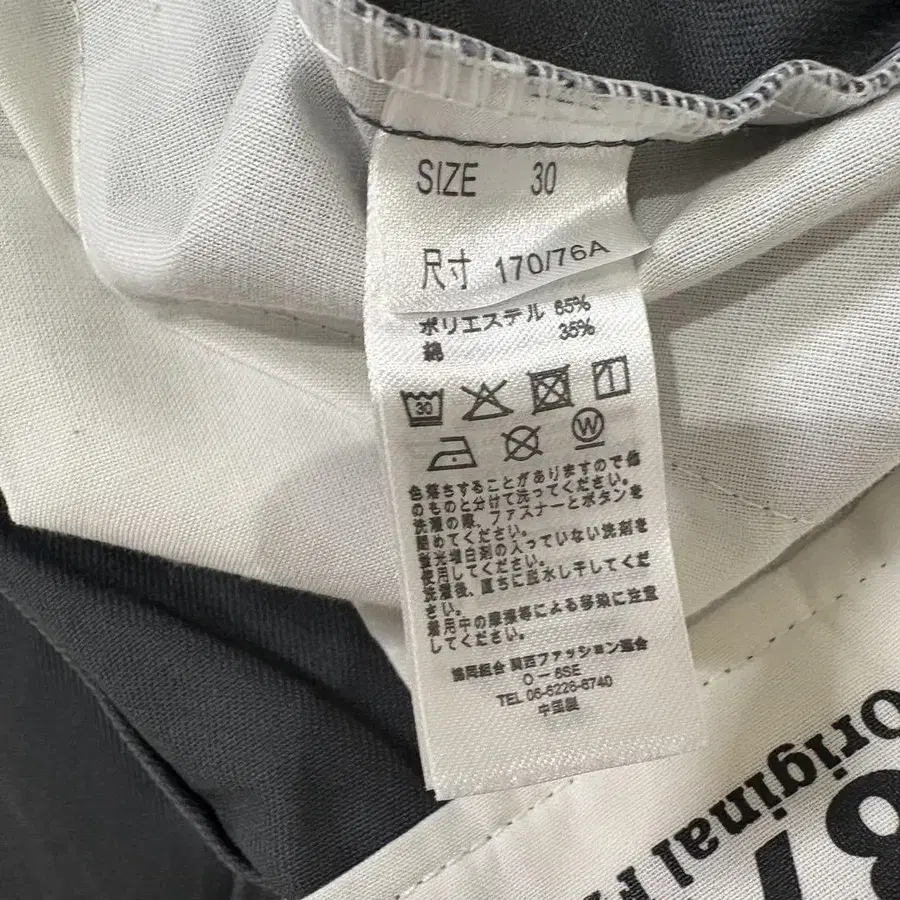 SIZE 30
尺寸 170/76A
ポリエステル 65%
綿 35%
30
W
色落ちすることがありますので他
のものと分けて洗ってください。
洗濯の際、ファスナーとボタンを
閉めてください。
蛍光増白剤の入っていない洗剤を
使用してください。
洗濯後、直ちに脱水し干してくだ
さい。
着用中の摩擦等による移染に注意
してください。
協同組合 関西ファッション連合
O-6SE
TEL 06-6226-6740
中国製
87
Original